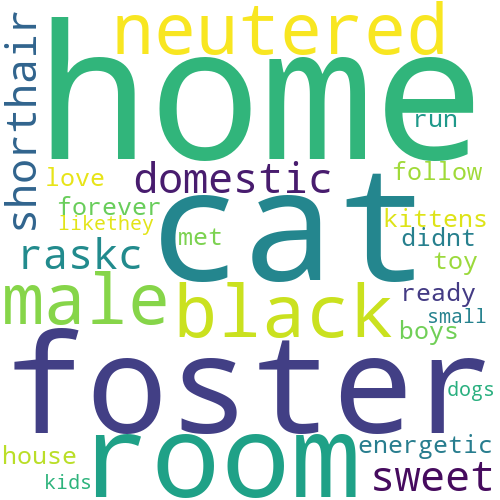 shorthair
neutered
home
run
love
domestic
follow
forever
cat
kittens
likethey
met
didnt
raskc
toy
male
black
ready
small
boys
foster
dogs
room
energetic
house
sweet
kids